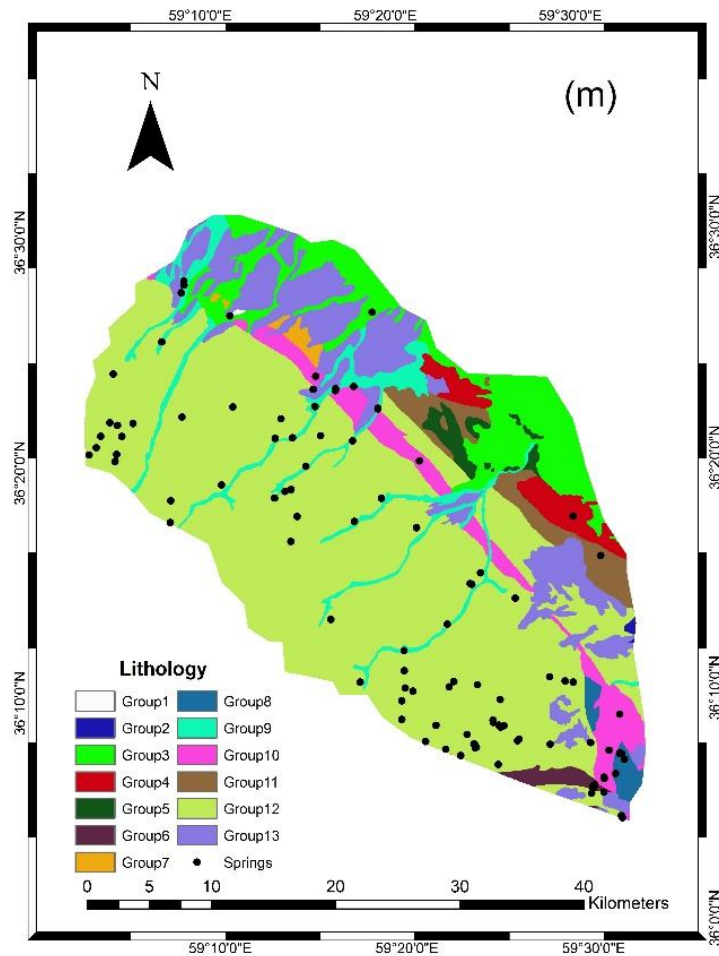 59°10'0"E 59°20'0"E 59°30'0"E
N
(m)
36°30'0"N 36°30'0"N
36°20'0"N 36°20'0"N
36°10'0"N
36°10'0"N
36°0'0"N
Lithology
Group1 Group8
Group2 Group9
Group3 Group10
Group4 Group11
Group5 Group12
Group6 Group13
Group7 Springs
0 5 10 20 30 40
Kilometers
59°10'0"E 59°20'0"E 59°30'0"E